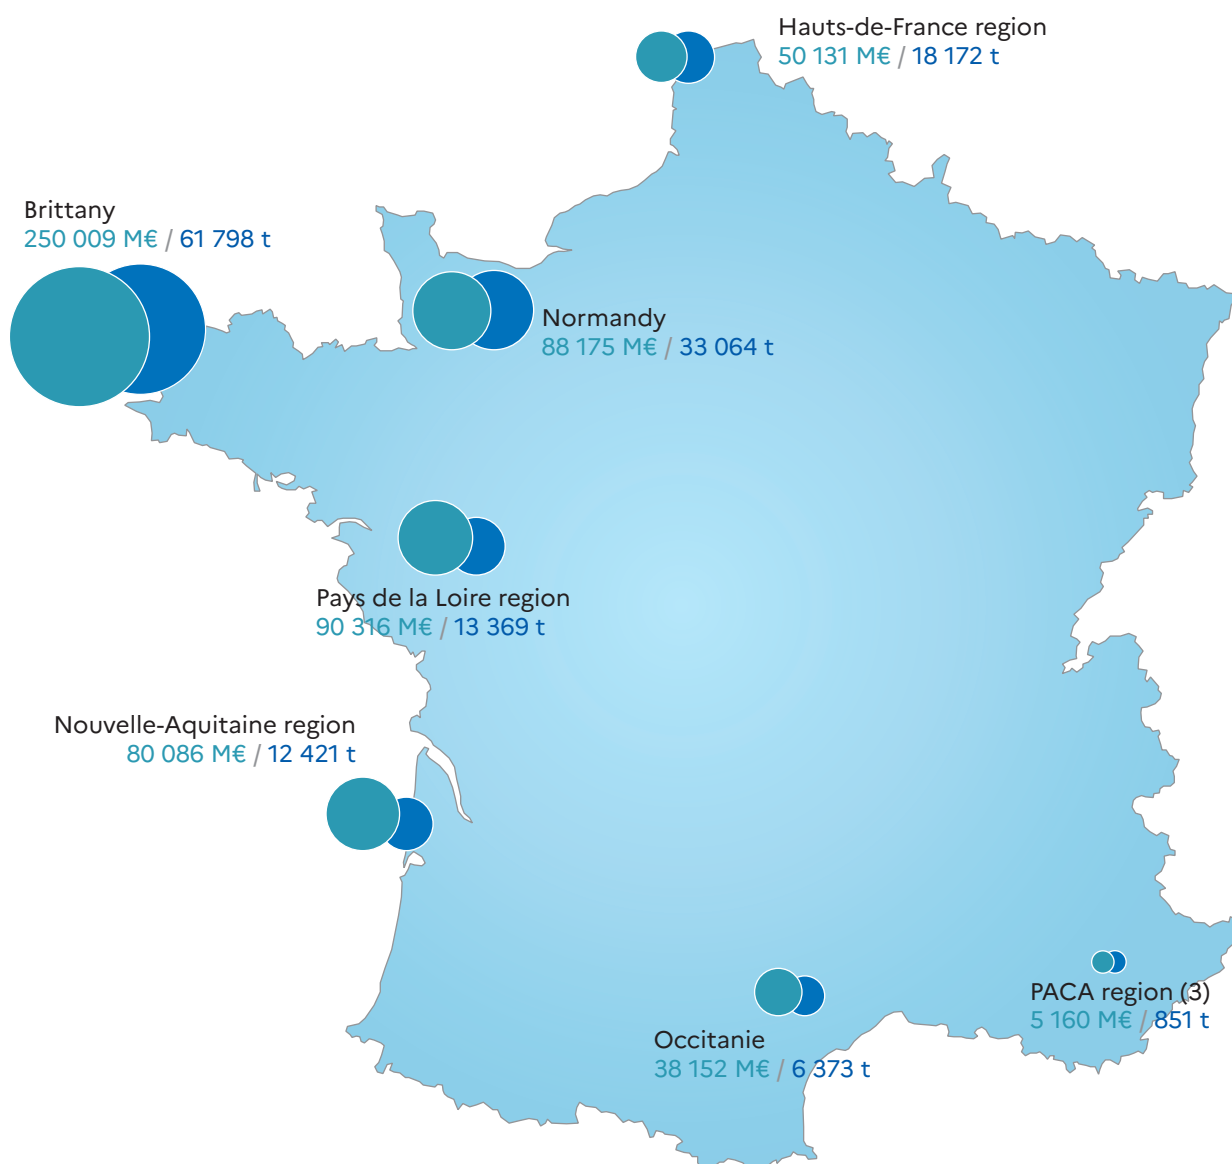 Hauts-de-France region
50 131 M€ / 18 172 t
Brittany
250 009 M€ / 61 798 t
Normandy
88 175 M€ / 33 064 t
Pays de la Loire region
90 316 M€ / 13 369 t
Nouvelle-Aquitaine region
80 086 M€ / 12 421 t
PACA region (3)
5 160 M€ / 851 t
Occitanie
38 152 M€ / 6 373 t